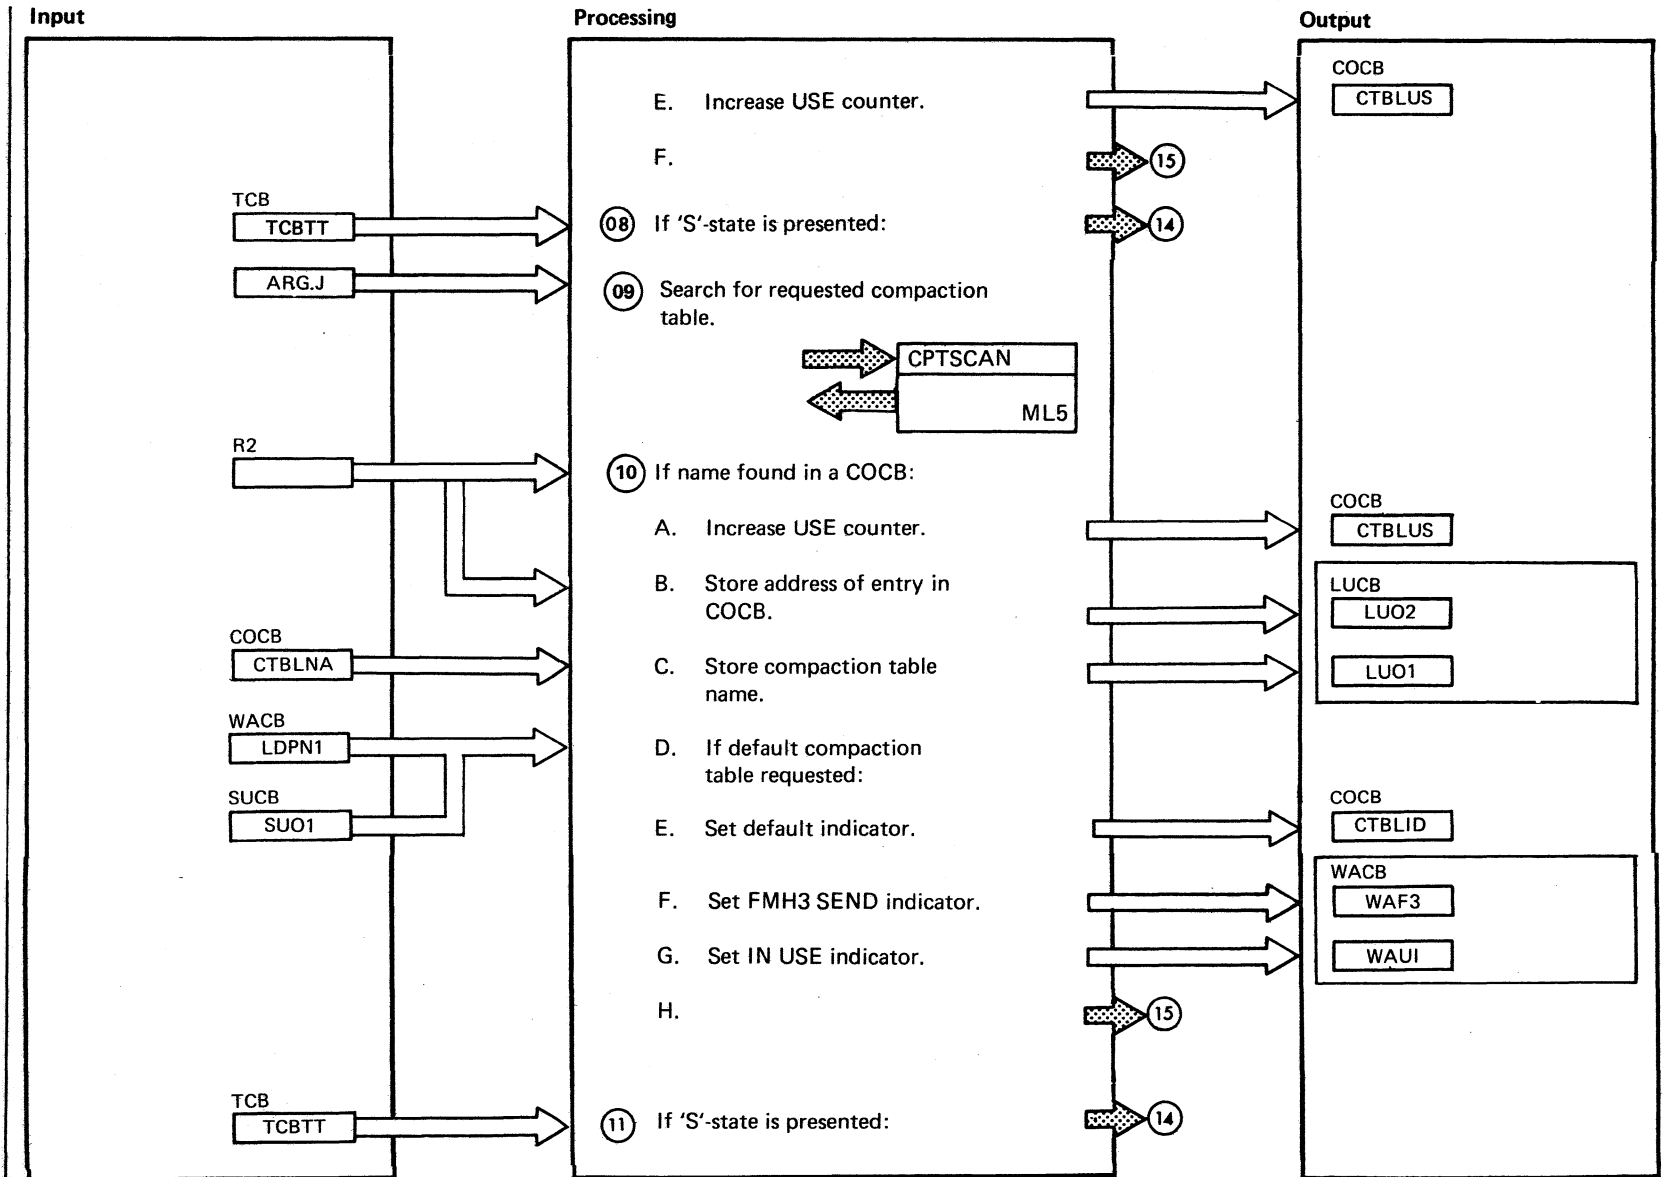 Input
Processing
Output
COCB
E. Increase USE counter.
CTBLUS
F.
15
TCB
TCBTT
08 If 'S'-state is presented:
14
ARG.J
09 Search for requested compaction
table.
CPTSCAN
ML5
R2
10 If name found in a COCB:
COCB
A. Increase USE counter.
CTBLUS
B. Store address of entry in
COCB.
LUCB
LUO2
COCB
CTBLNA
C. Store compaction table
name.
LUO1
WACB
LDPN1
D. If default compaction
table requested:
SUCB
SUO1
COCB
E. Set default indicator.
CTBLID
WACB
F. Set FMH3 SEND indicator.
WAF3
G. Set IN USE indicator.
WAUI
H.
15
TCB
TCBTT
11 If 'S'-state is presented:
14